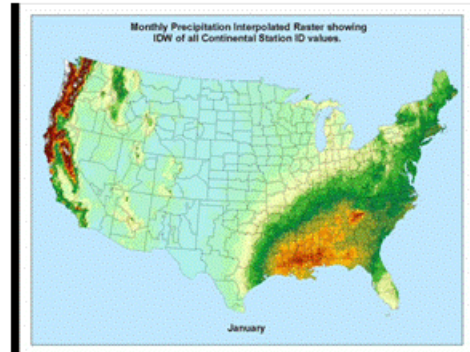 Monthly Precipitation Interpolated Raster showing
IDW of all Continental Station ID values.
January